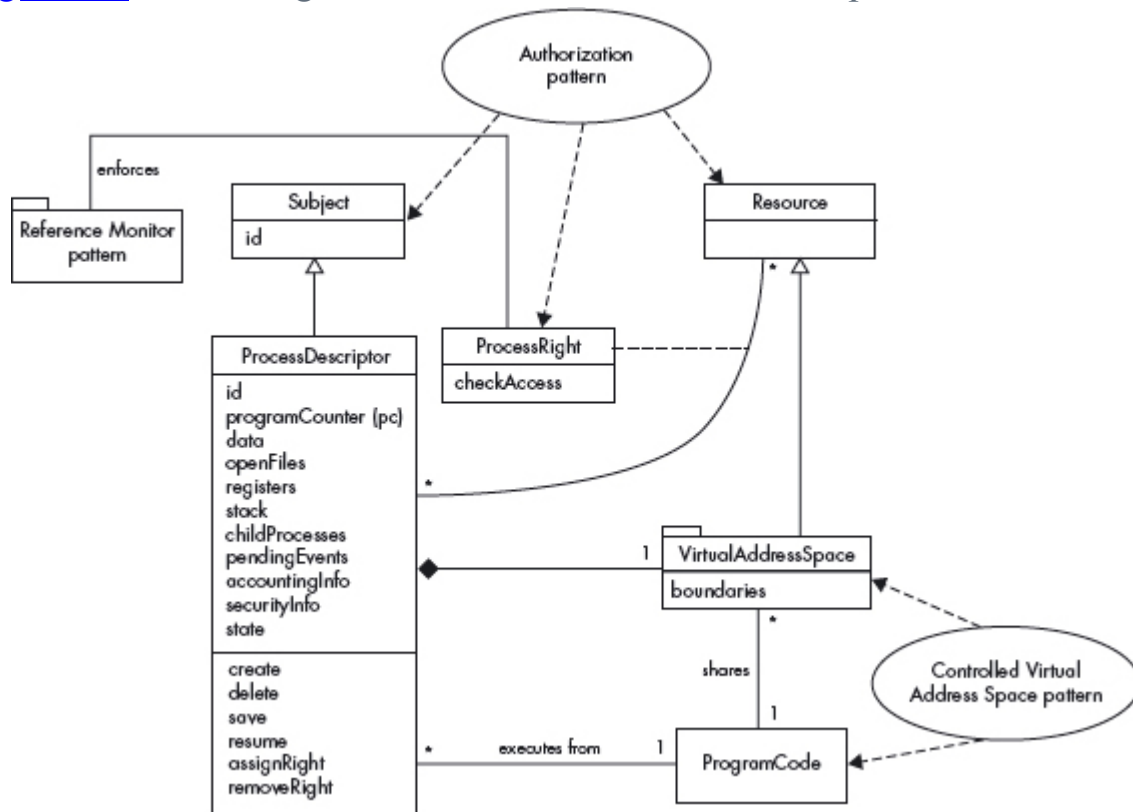 Authorization
pattern
enforces
Reference Monitor
pattern
Subject
id
Resource
*
ProcessDescriptor
id
programCounter (pc)
data
openFiles
registers
stack
childProcesses
pendingEvents
accountingInfo
securityInfo
state
create
delete
save
resume
assignRight
removeRight
ProcessRight
checkAccess
*
1
VirtualAddressSpace
boundaries
*
shares
1
Controlled Virtual
Address Space pattern
*
executes from
1
ProgramCode